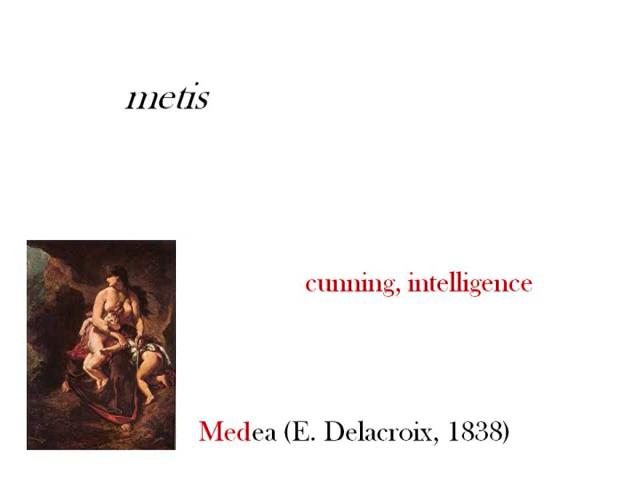 metis
cunning, intelligence
Medea (E. Delacroix, 1838)